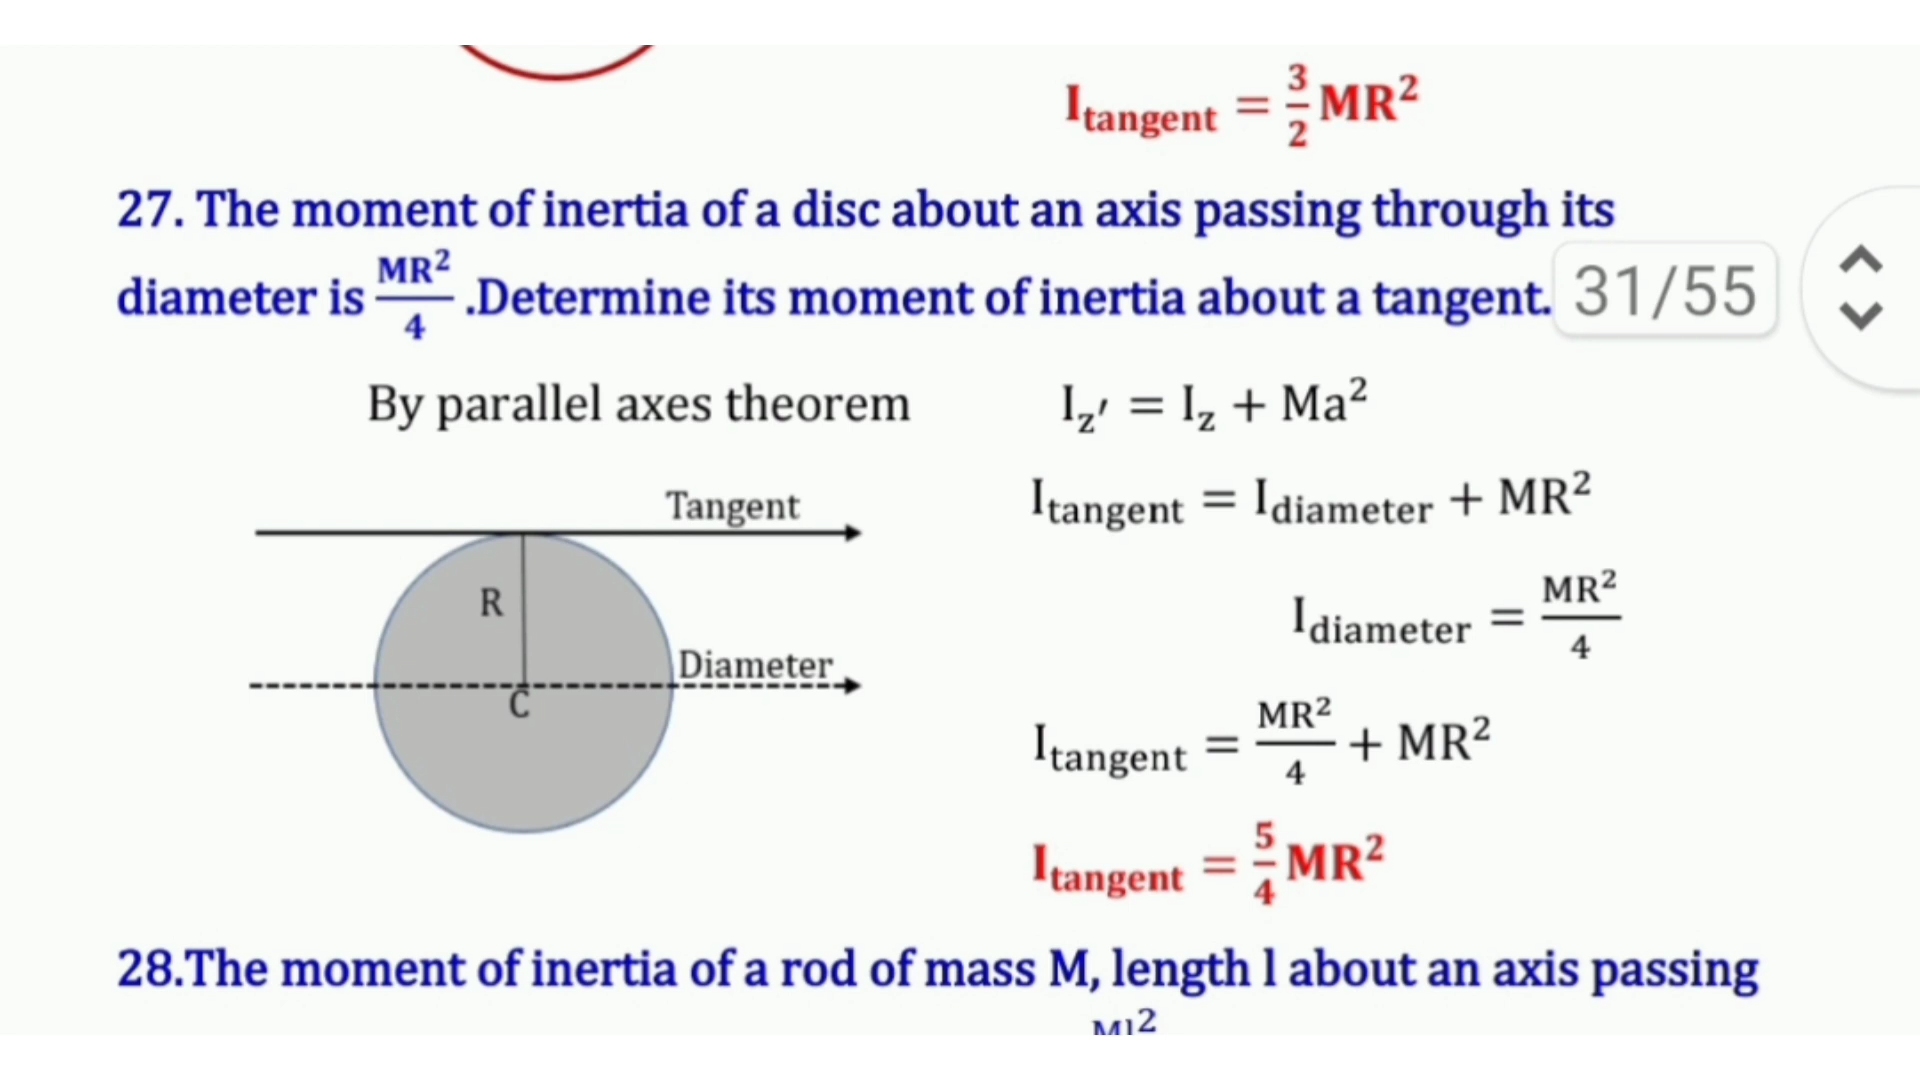 I_tangent = 3/2 MR²
27. The moment of inertia of a disc about an axis passing through its
diameter is MR²/4 .Determine its moment of inertia about a tangent.
31/55
By parallel axes theorem
I_z′ = I_z + Ma²
Tangent
I_tangent = I_diameter + MR²
R
I_diameter = MR²/4
Diameter
C
I_tangent = MR²/4 + MR²
I_tangent = 5/4 MR²
28.The moment of inertia of a rod of mass M, length l about an axis passing
Ml²